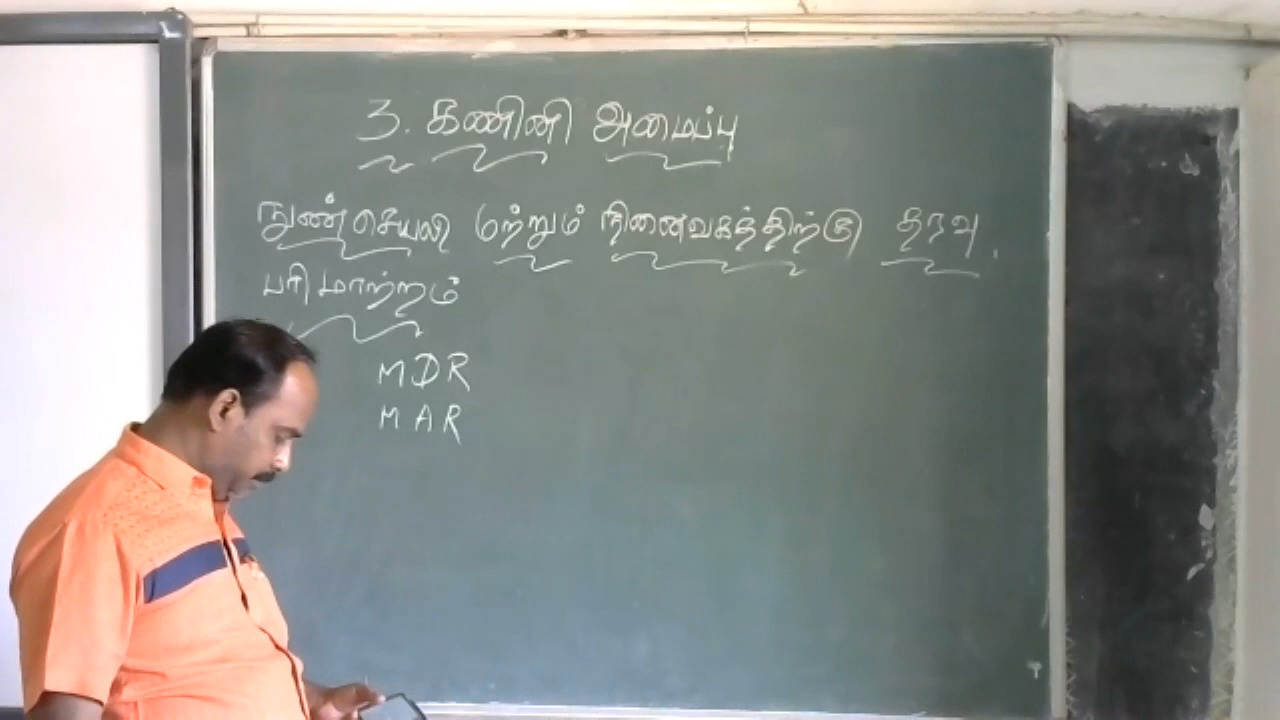 3. கணினி அமைப்பு
நுண்செயலி மற்றும் நினைவகத்திற்கு தரவு
பரிமாற்றம்
MDR
MAR